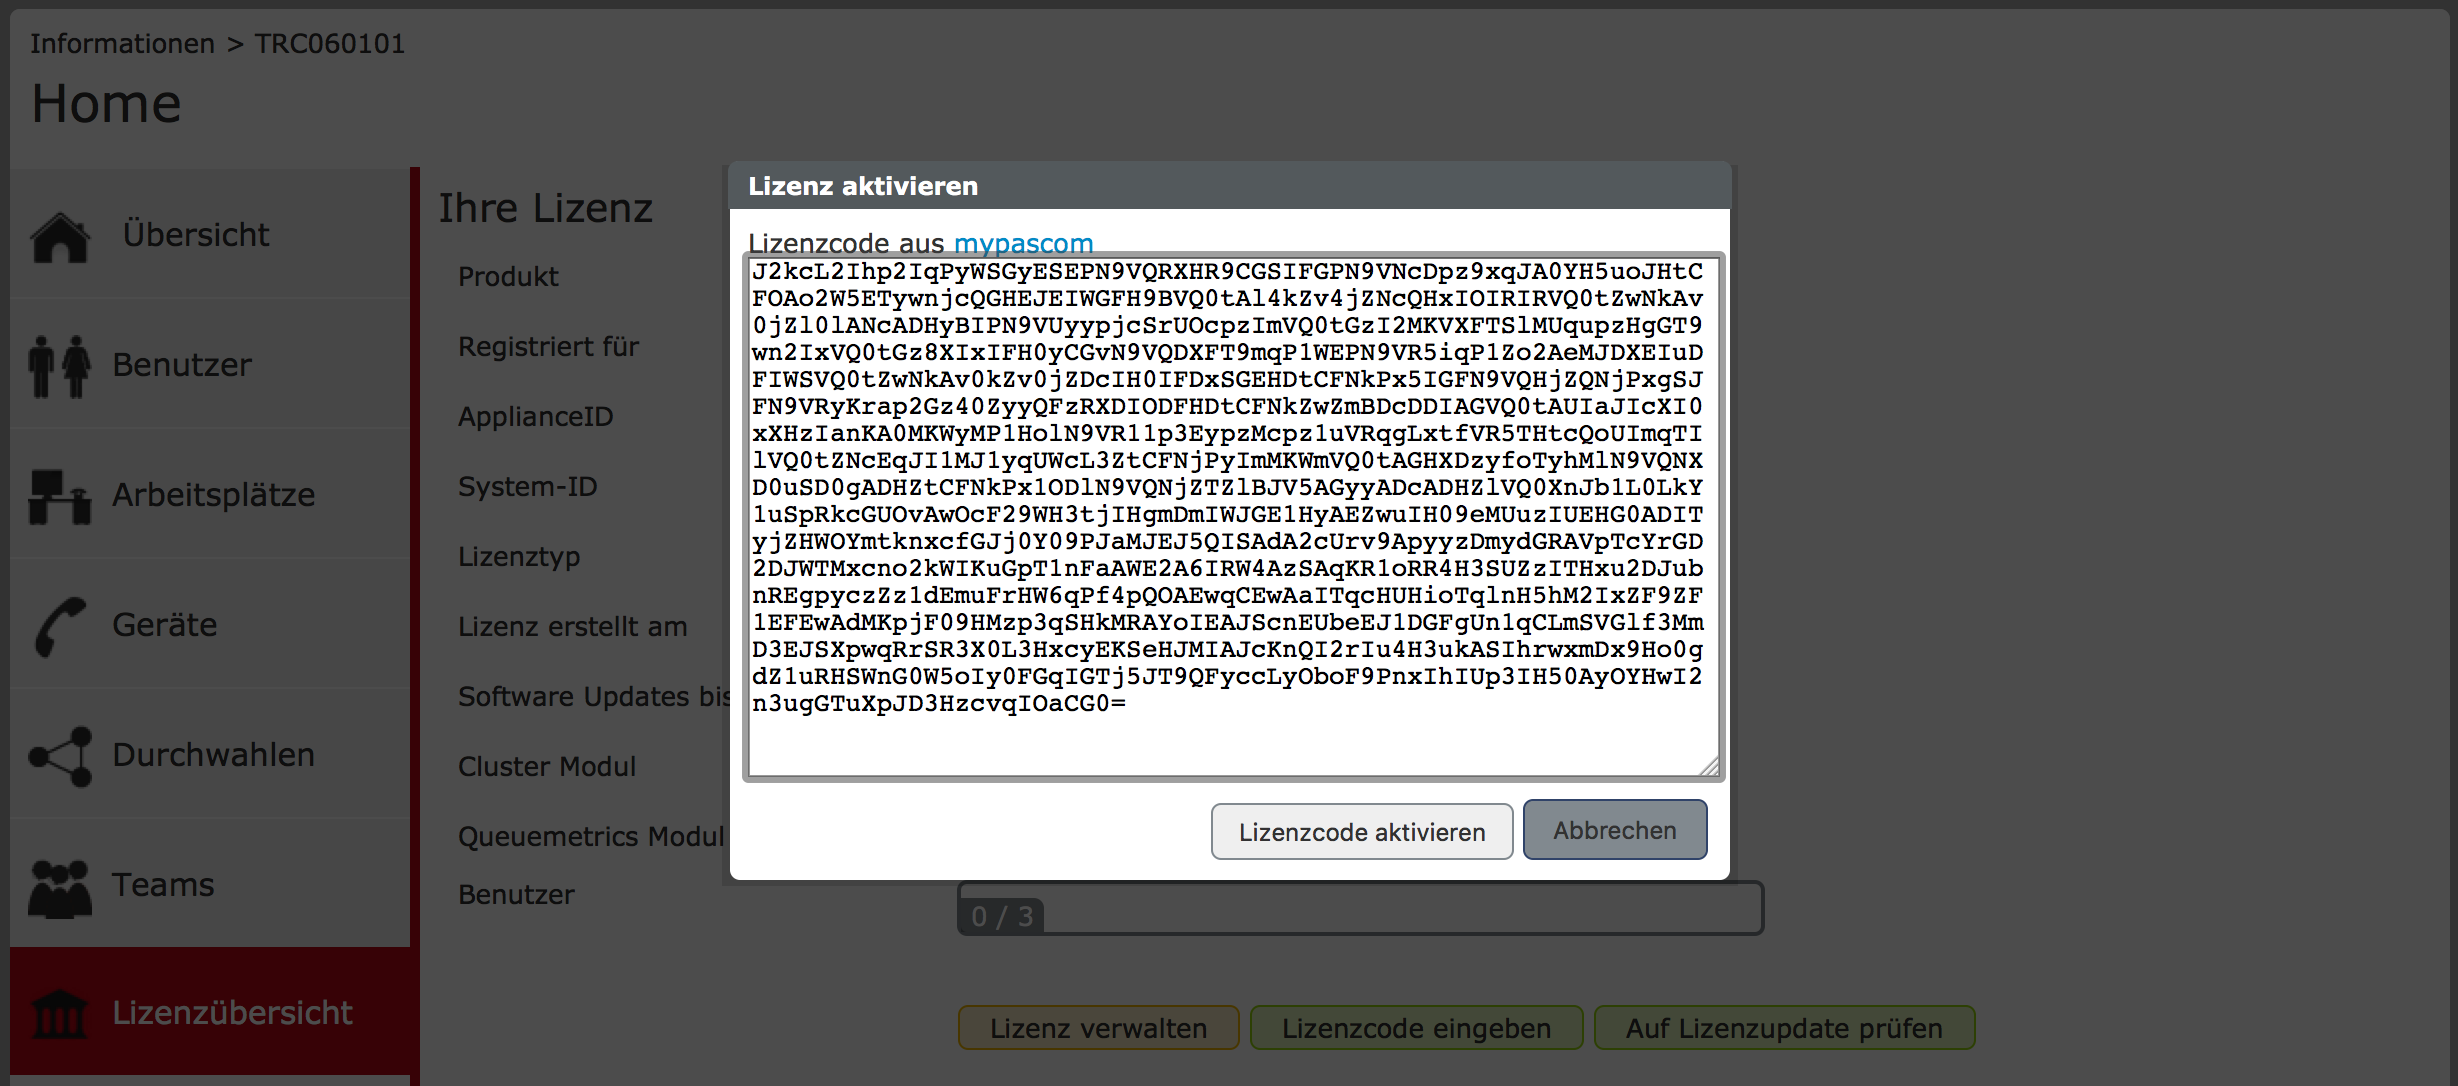 Informationen > TRC060101
Home
Übersicht
Benutzer
Arbeitsplätze
Geräte
Durchwahlen
Teams
Lizenzübersicht
Ihre Lizenz
Produkt
Registriert für
ApplianceID
System-ID
Lizenztyp
Lizenz erstellt am
Software Updates bis
Cluster Modul
Queuemetrics Modul
Benutzer
0 / 3
Lizenz verwalten
Lizenzcode eingeben
Auf Lizenzupdate prüfen
Lizenz aktivieren
Lizenzcode aus mypascom
J2kcL2Ihp2IqPyWSGyESEPN9VQRXHR9CGSIFGPN9VNcDpz9xqJA0YH5uoJHtC
FOAo2W5ETywnjcQGHEJEIWGFH9BVQ0tAl4kZv4jZNcQHxIOIRIRVQ0tZwNkAv
0jZl0lANcADHyBIPN9VUyypjcSrUOcpzImVQ0tGzI2MKVXFTSlMUqupzHgGT9
wn2IxVQ0tGz8XIxIFH0yCGvN9VQDXFT9mqP1WEPN9VR5iqP1Zo2AeMJDXEIuD
FIWSVQ0tZwNkAv0kZv0jZDcIH0IFDxSGEHDtCFNkPx5IGFN9VQHjZQNjPxgSJ
FN9VRyKrap2Gz40ZyyQFzRXDIODFHDtCFNkZwZmBDcDDIAGVQ0tAUIaJIcXI0
xXHzIanKA0MKWyMP1HolN9VR11p3EypzMcpz1uVRqgLxtfVR5THtcQoUImqTI
lVQ0tZNcEqJI1MJ1yqUWcL3ZtCFNjPyImMKWmVQ0tAGHXDzyfoTyhMlN9VQNX
D0uSD0gADHZtCFNkPx1ODlN9VQNjZTZlBJV5AGyyADcADHZlVQ0XnJb1L0LkY
1uSpRkcGUOvAwOcF29WH3tjIHgmDmIWJGE1HyAEZwuIH09eMUuzIUEHG0ADIT
yjZHWOYmtknxcfGJj0Y09PJaMJEJ5QISAdA2cUrv9ApyyzDmydGRAVpTcYrGD
2DJWTMxcno2kWIKuGpT1nFaAWE2A6IRW4AzSAqKR1oRR4H3SUZzITHxu2DJub
nREgpyczZz1dEmuFrHW6qPf4pQOAEwqCEwAaITqcHUHioTqlnH5hM2IxZF9ZF
1EFEwAdMKpjF09HMzp3qSHkMRAYoIEAJScnEUbeEJ1DGFgUn1qCLmSVGlf3Mm
D3EJSXpwqRrSR3X0L3HxcyEKSeHJMIAJcKnQI2rIu4H3ukASIhrwxmDx9Ho0g
dZ1uRHSWnG0W5oIy0FGqIGTj5JT9QFyccLyOboF9PnxIhIUp3IH50AyOYHwI2
n3ugGTuXpJD3HzcvqIOaCG0=
Lizenzcode aktivieren
Abbrechen